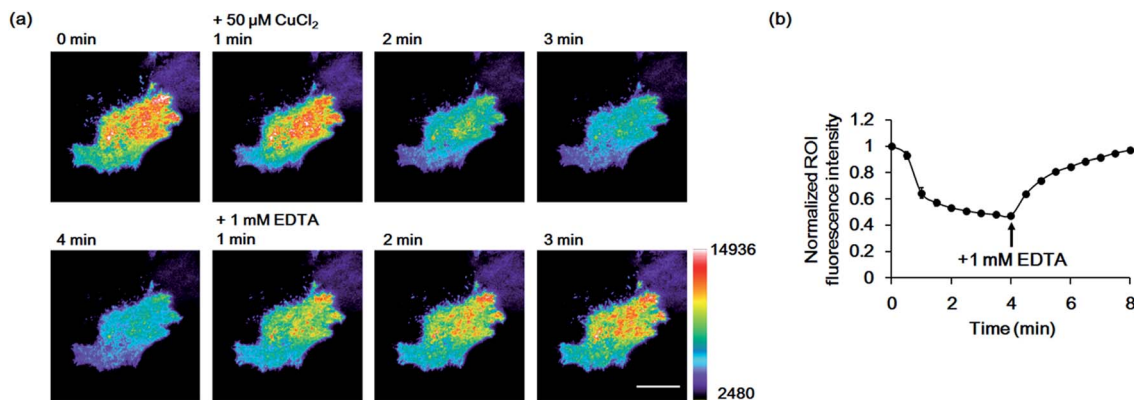 (a)
+ 50 μM CuCl₂
0 min
1 min
2 min
3 min
+ 1 mM EDTA
4 min
1 min
2 min
3 min
14936
2480
(b)
Normalized ROI
fluorescence intensity
1.2
1
0.8
0.6
0.4
0.2
0
+1 mM EDTA
0
2
4
6
8
Time (min)